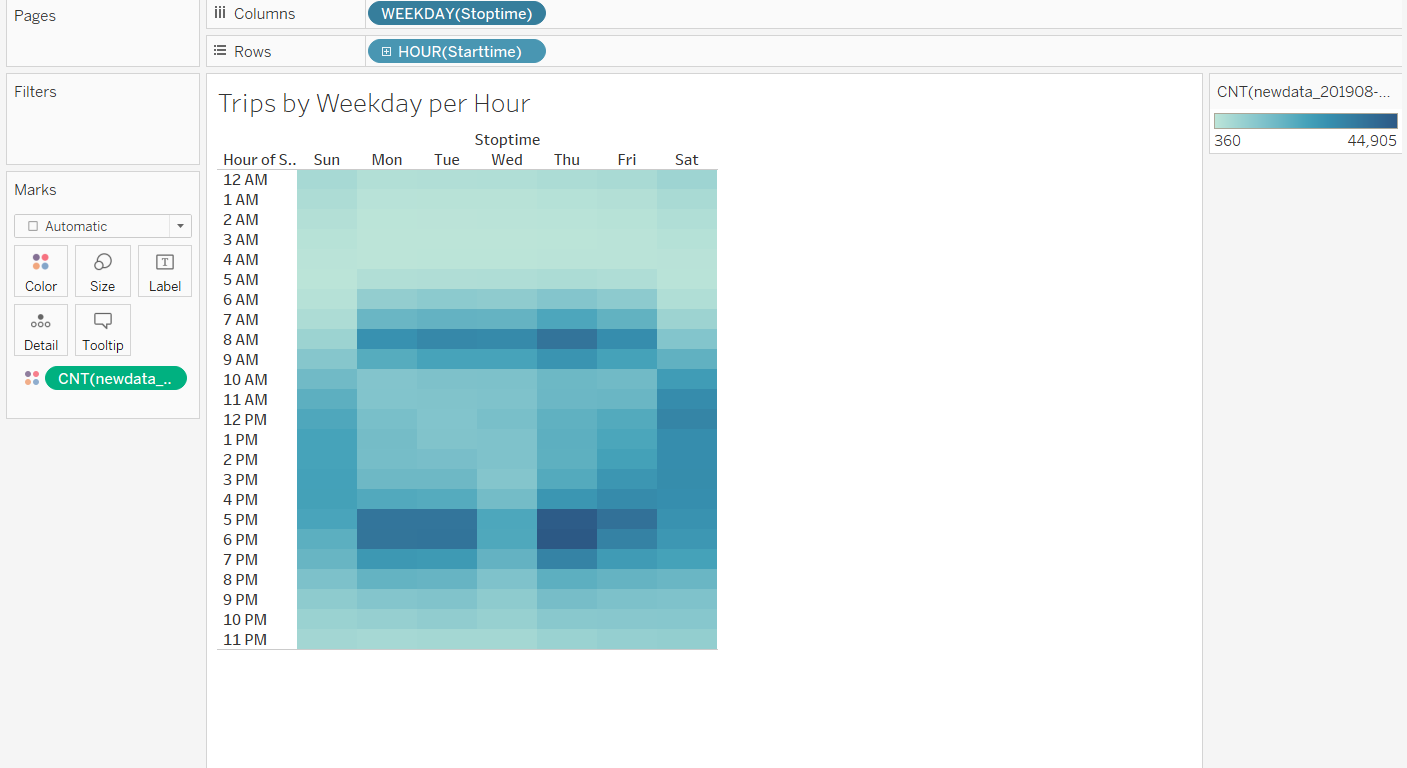 Pages
Columns
WEEKDAY(Stoptime)
Rows
HOUR(Starttime)
Filters
Marks
Automatic
Color Size Label
T
Detail Tooltip
CNT(newdata_..
Trips by Weekday per Hour
Stoptime
Hour of S.. Sun Mon Tue Wed Thu Fri Sat
12 AM
1 AM
2 AM
3 AM
4 AM
5 AM
6 AM
7 AM
8 AM
9 AM
10 AM
11 AM
12 PM
1 PM
2 PM
3 PM
4 PM
5 PM
6 PM
7 PM
8 PM
9 PM
10 PM
11 PM
CNT(newdata_201908-...
360 44,905